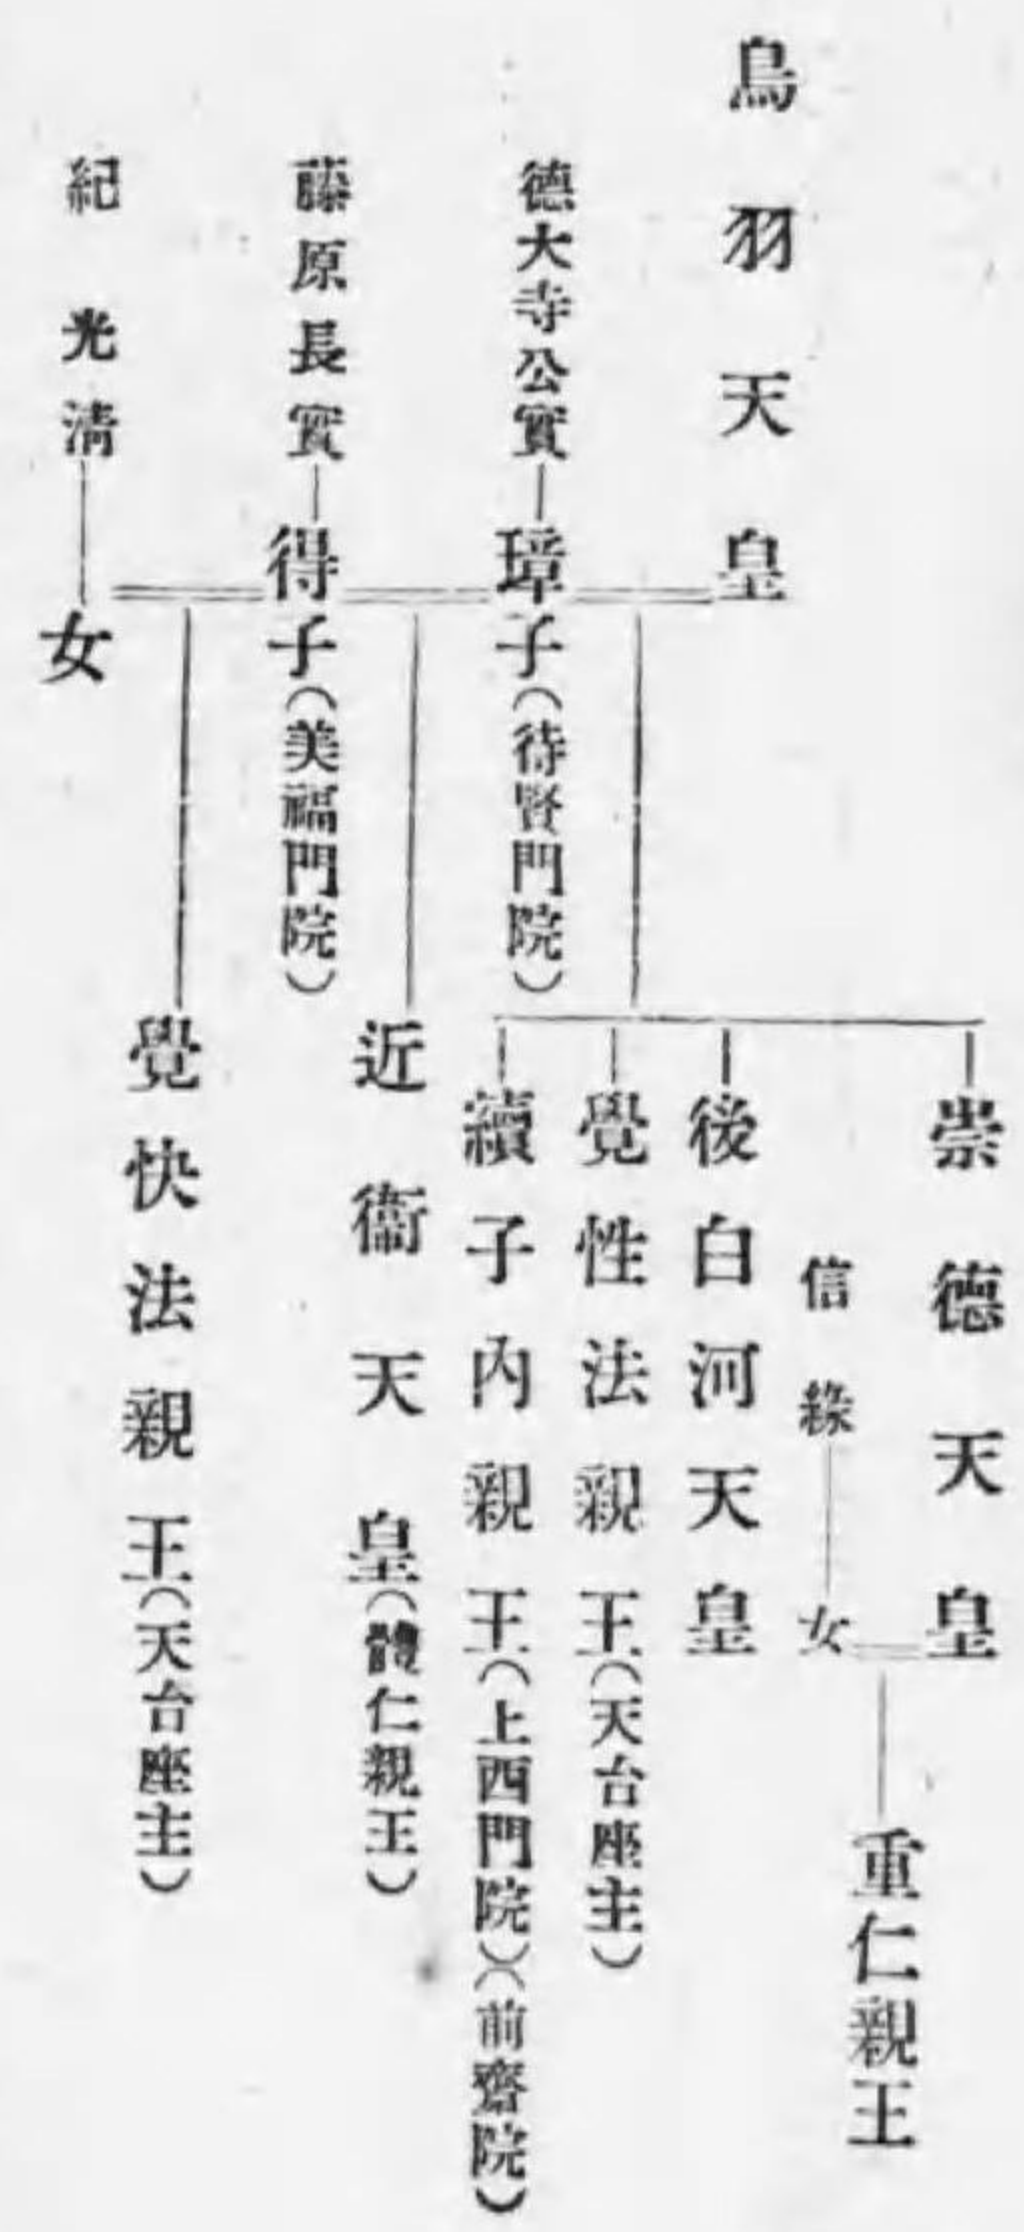 鳥羽天皇
德大寺公實
璋子（待賢門院）
藤原長實
得子（美福門院）
紀光清
女
崇德天皇
信緣
女
重仁親王
後白河天皇
覺性法親王（天台座主）
續子內親王（上西門院）（前齋院）
近衞天皇（體仁親王）
覺快法親王（天台座主）